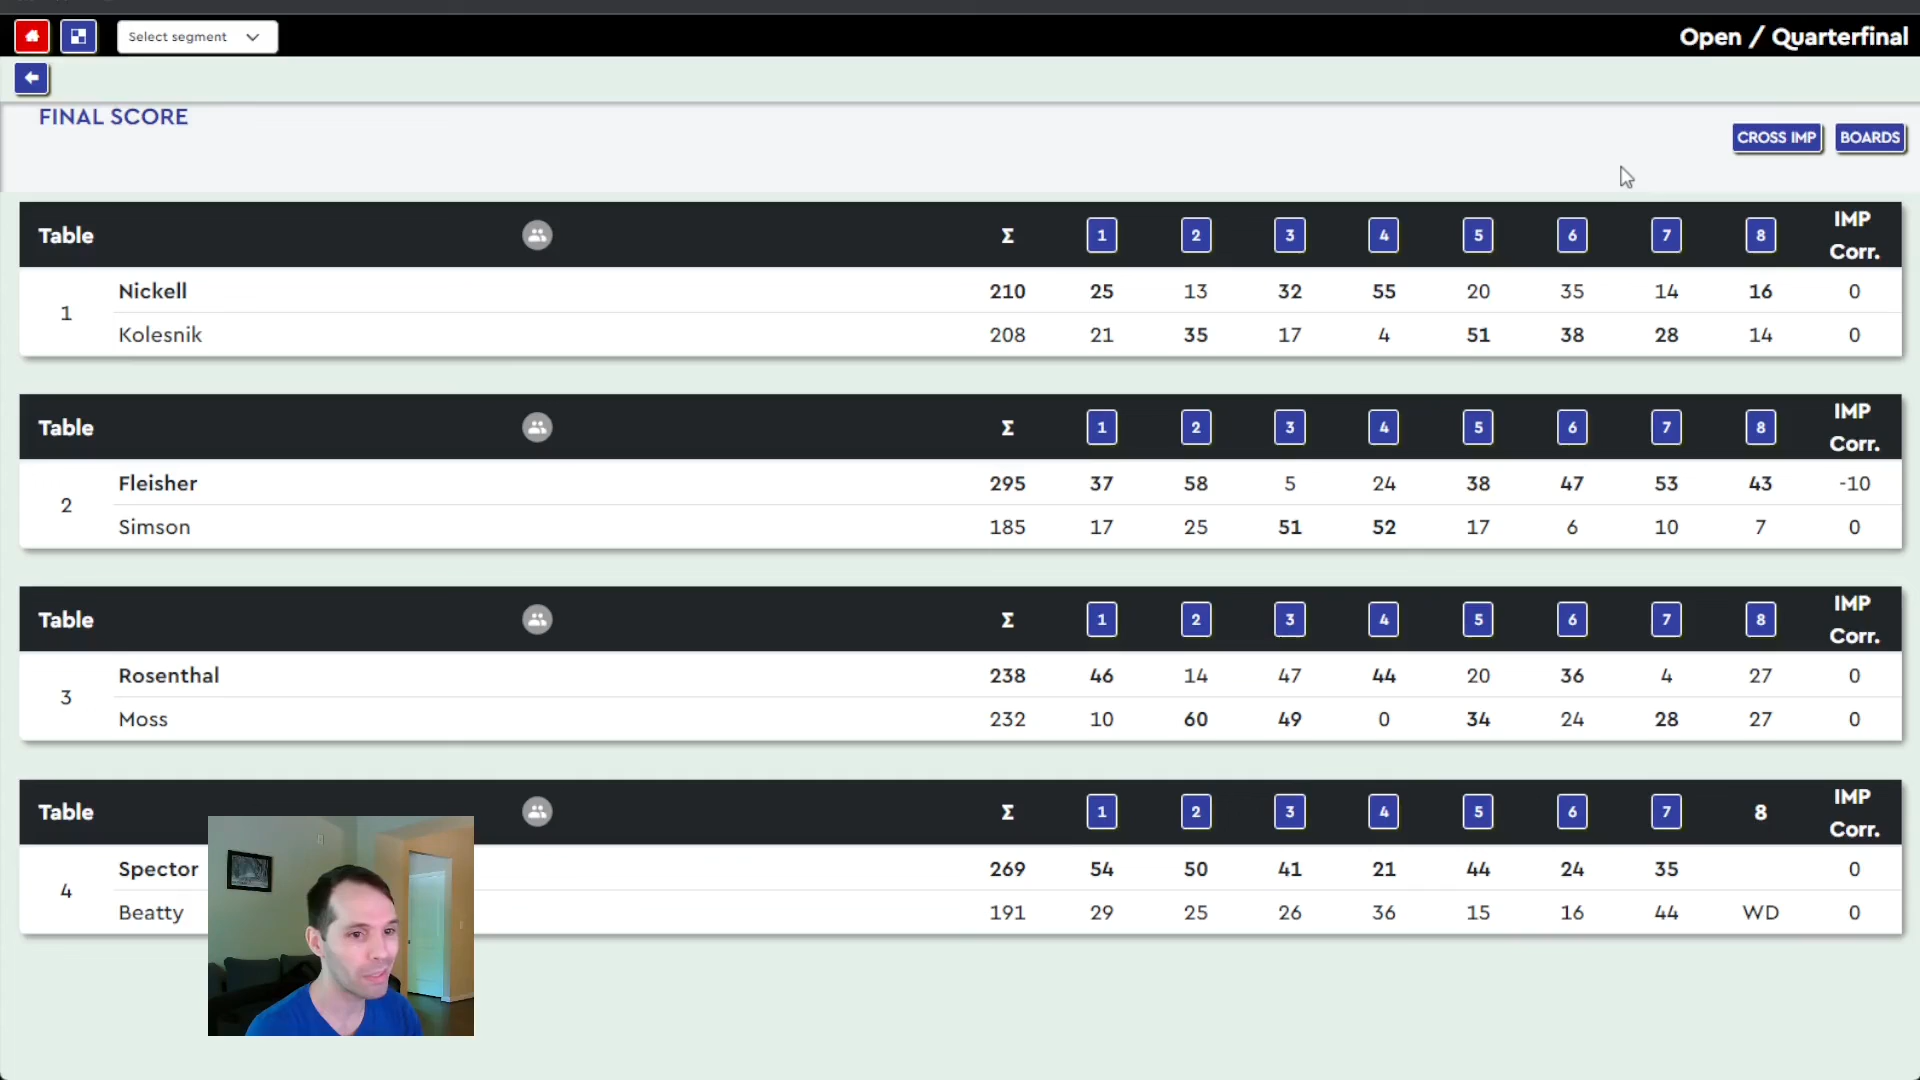 Select segment
Open / Quarterfinal
FINAL SCORE
CROSS IMP BOARDS
Table Σ 1 2 3 4 5 6 7 8 IMP Corr.
1
Nickell 210 25 13 32 55 20 35 14 16 0
Kolesnik 208 21 35 17 4 51 38 28 14 0
Table Σ 1 2 3 4 5 6 7 8 IMP Corr.
2
Fleisher 295 37 58 5 24 38 47 53 43 -10
Simson 185 17 25 51 52 17 6 10 7 0
Table Σ 1 2 3 4 5 6 7 8 IMP Corr.
3
Rosenthal 238 46 14 47 44 20 36 4 27 0
Moss 232 10 60 49 0 34 24 28 27 0
Table Σ 1 2 3 4 5 6 7 8 IMP Corr.
4
Spector 269 54 50 41 21 44 24 35 0
Beatty 191 29 25 26 36 15 16 44 WD 0